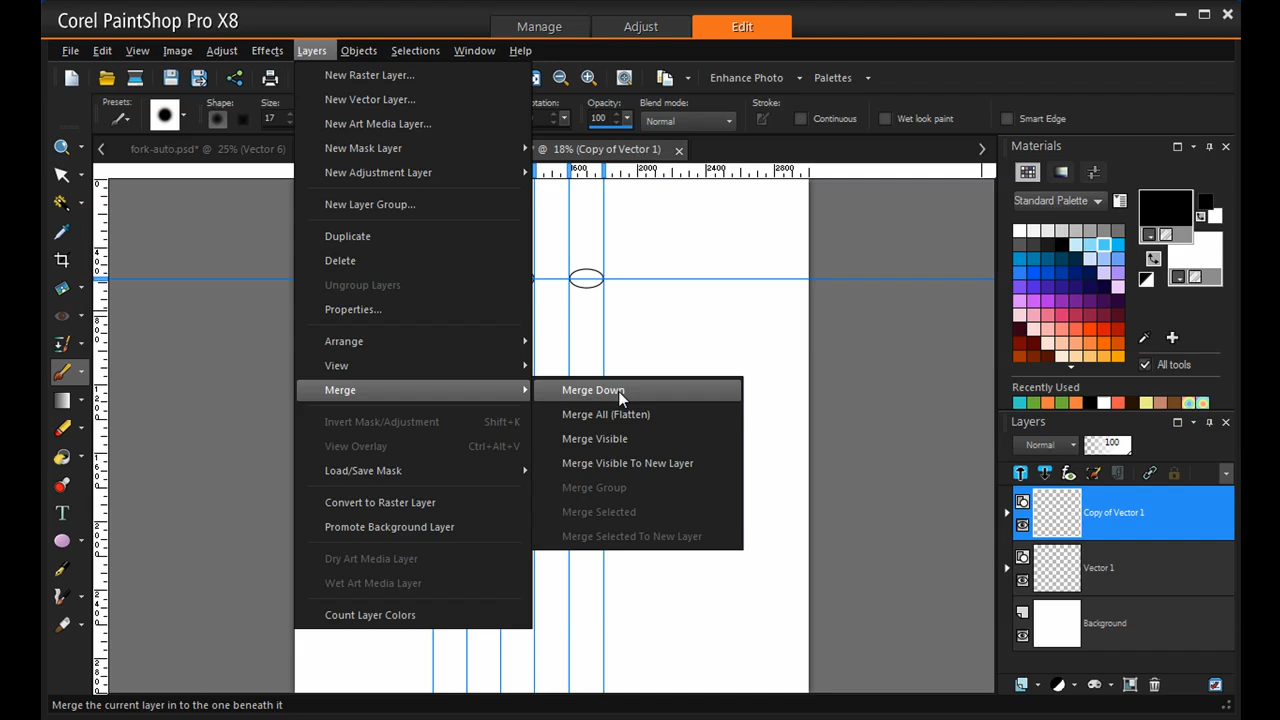 Corel PaintShop Pro X8
Manage Adjust Edit
File Edit View Image Adjust Effects Layers Objects Selections Window Help
Enhance Photo Palettes
Presets: Shape: Size: Opacity: Blend mode: Stroke:
17 100 Normal Continuous Wet look paint Smart Edge
fork-auto.psd* @ 25% (Vector 6) @ 18% (Copy of Vector 1)
1600 2000 2400 2800
New Raster Layer...
New Vector Layer...
New Art Media Layer...
New Mask Layer
New Adjustment Layer
New Layer Group...
Duplicate
Delete
Ungroup Layers
Properties...
Arrange
View
Merge
Invert Mask/Adjustment Shift+K
View Overlay Ctrl+Alt+V
Load/Save Mask
Convert to Raster Layer
Promote Background Layer
Dry Art Media Layer
Wet Art Media Layer
Count Layer Colors
Merge Down
Merge All (Flatten)
Merge Visible
Merge Visible To New Layer
Merge Group
Merge Selected
Merge Selected To New Layer
Materials
Standard Palette
All tools
Recently Used
Layers
Normal 100
Copy of Vector 1
Vector 1
Background
Merge the current layer in to the one beneath it